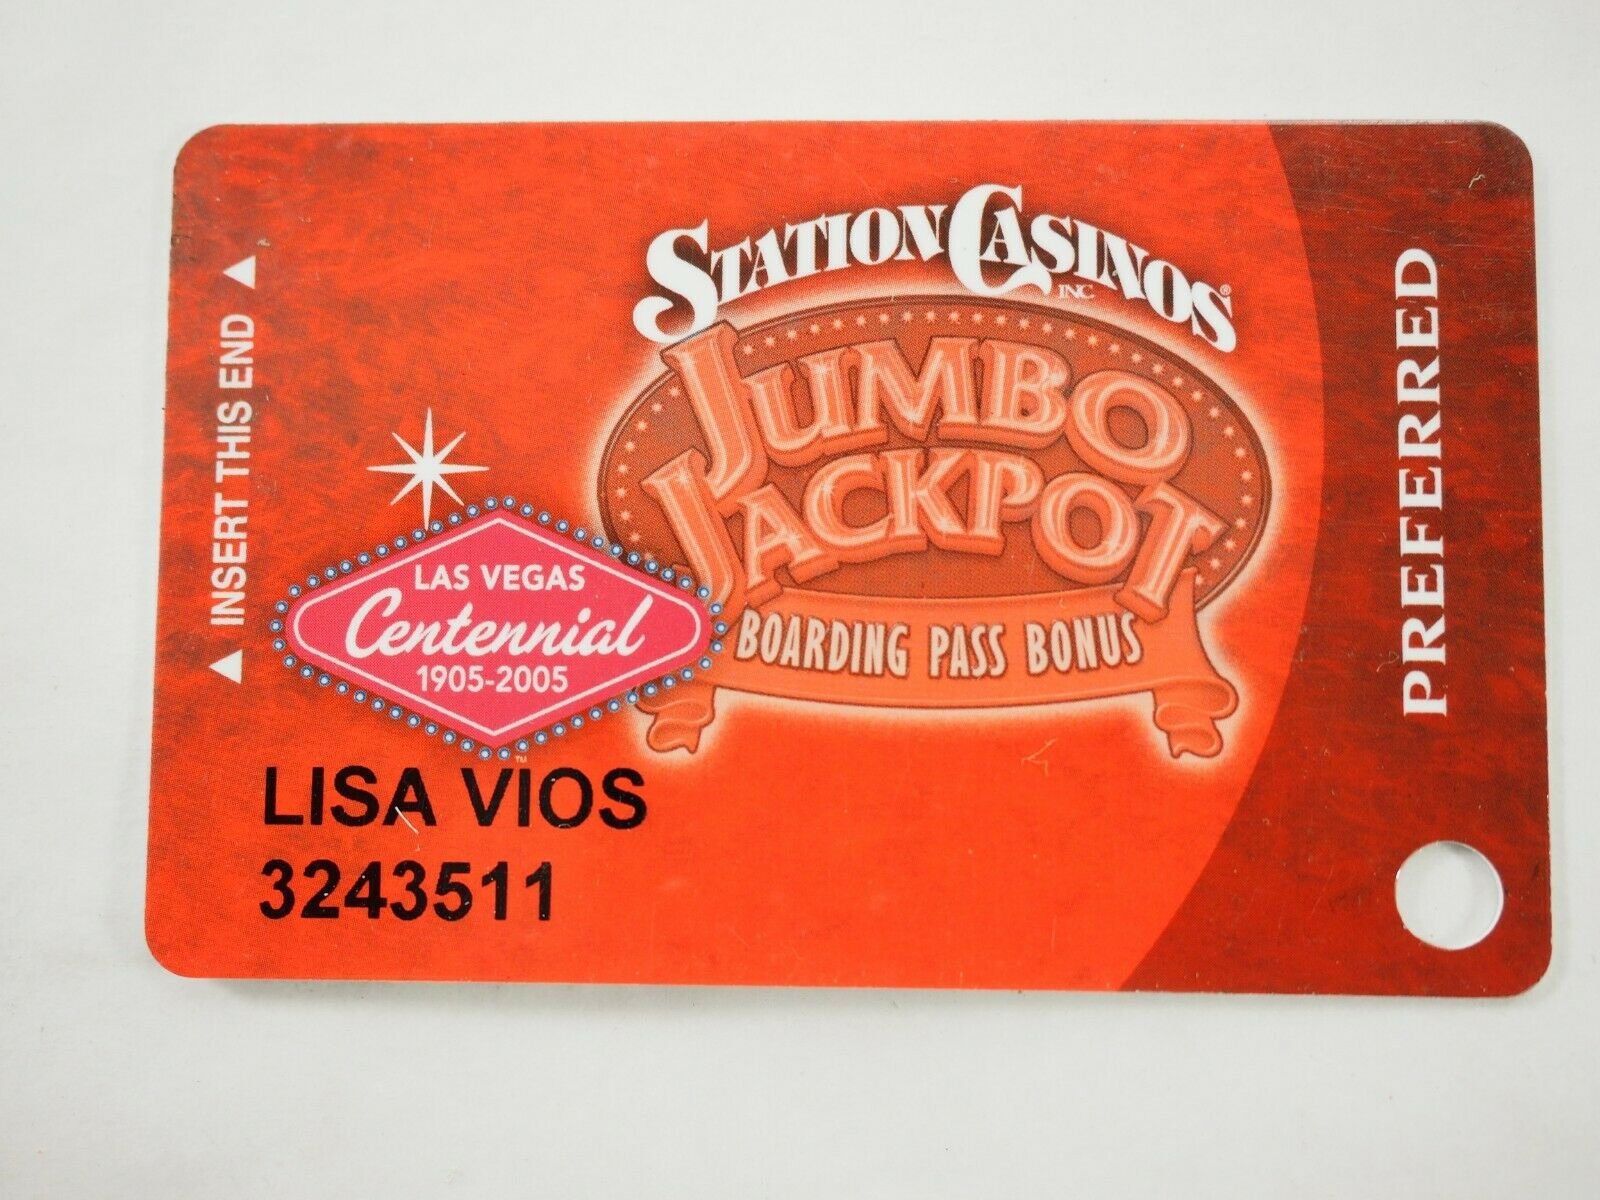 STATION CASINOS®
INC
JUMBO
JACKPOT
BOARDING PASS BONUS
PREFERRED
INSERT THIS END
LAS VEGAS
Centennial
1905-2005
TM
LISA VIOS
3243511